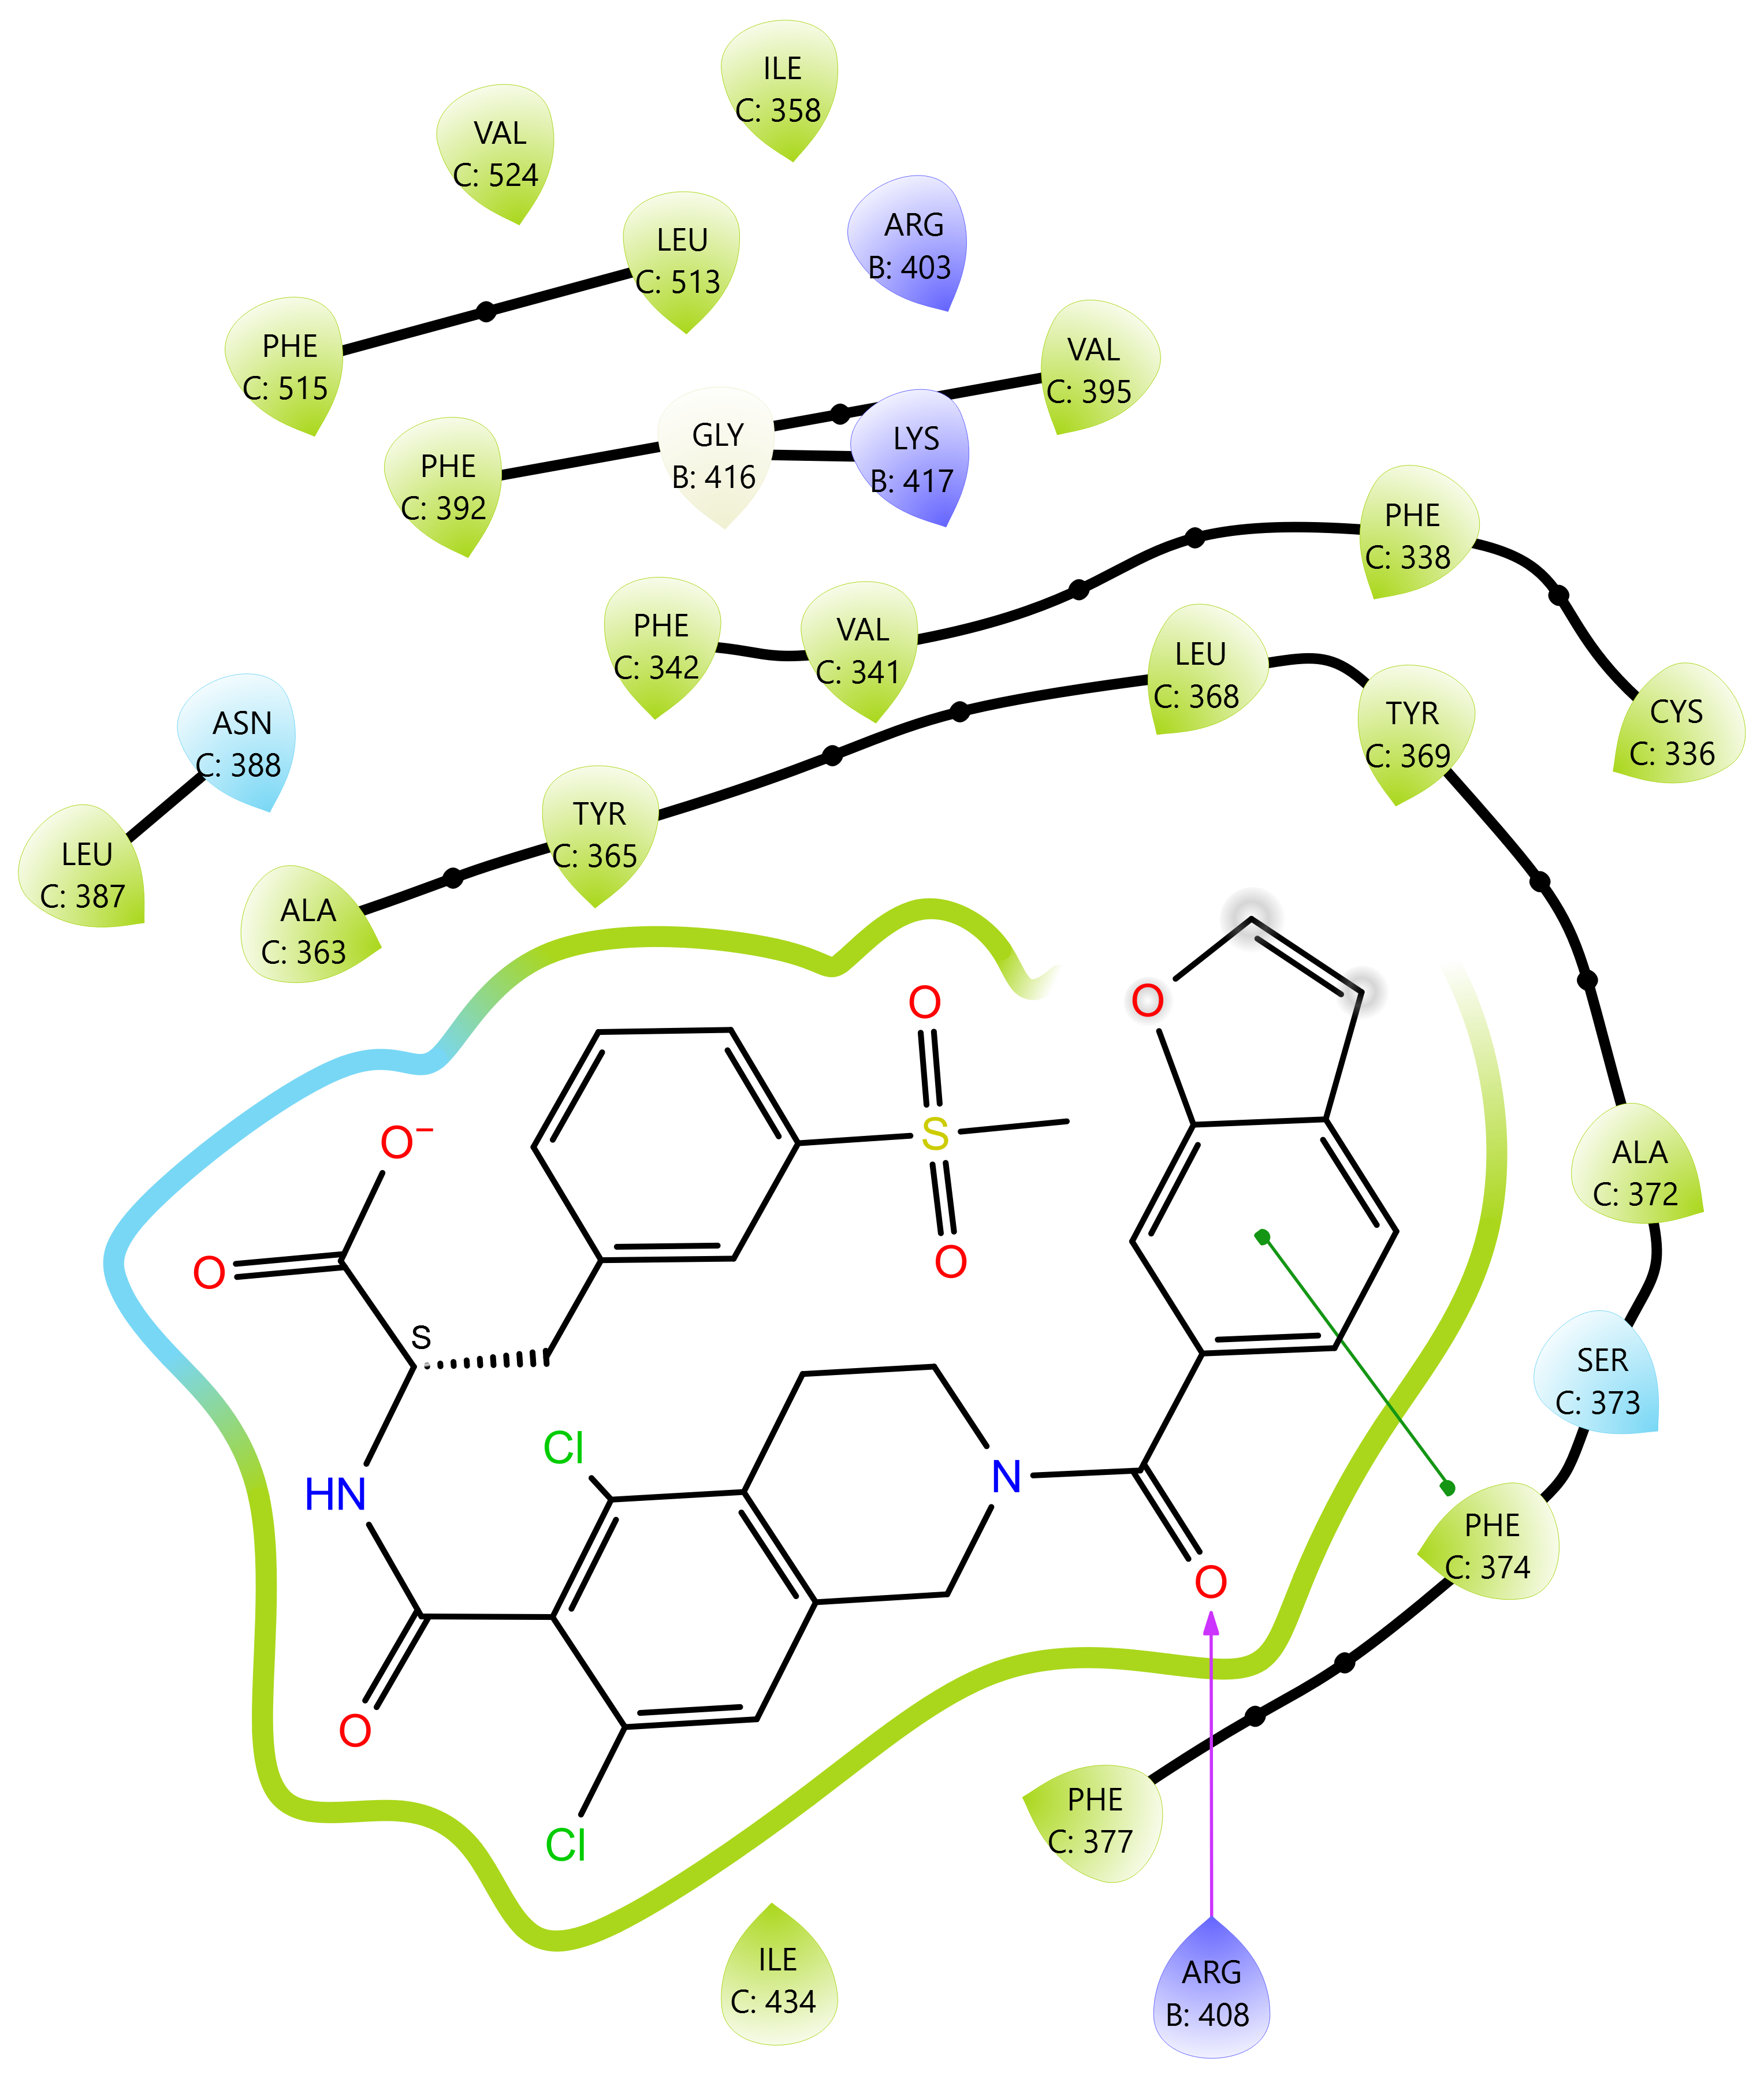 ILE
C: 358
VAL
C: 524
ARG
B: 403
LEU
C: 513
PHE
C: 515
VAL
C: 395
GLY
B: 416
LYS
B: 417
PHE
C: 392
PHE
C: 338
PHE
C: 342
VAL
C: 341
LEU
C: 368
TYR
C: 369
CYS
C: 336
ASN
C: 388
TYR
C: 365
LEU
C: 387
ALA
C: 363
O
O
O−
S
O
O
S
ALA
C: 372
SER
C: 373
Cl
HN
N
PHE
C: 374
O
O
Cl
PHE
C: 377
ILE
C: 434
ARG
B: 408